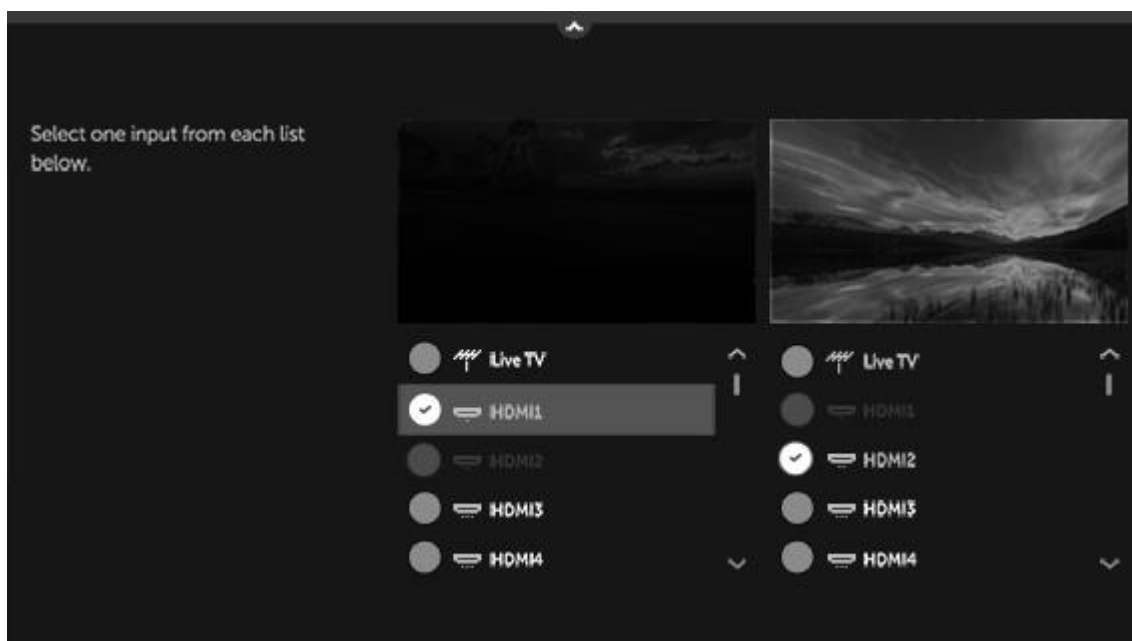 Select one input from each list
below.
Live TV
HDMI1
HDMI2
HDMI3
HDMI4
Live TV
HDMI1
HDMI2
HDMI3
HDMI4